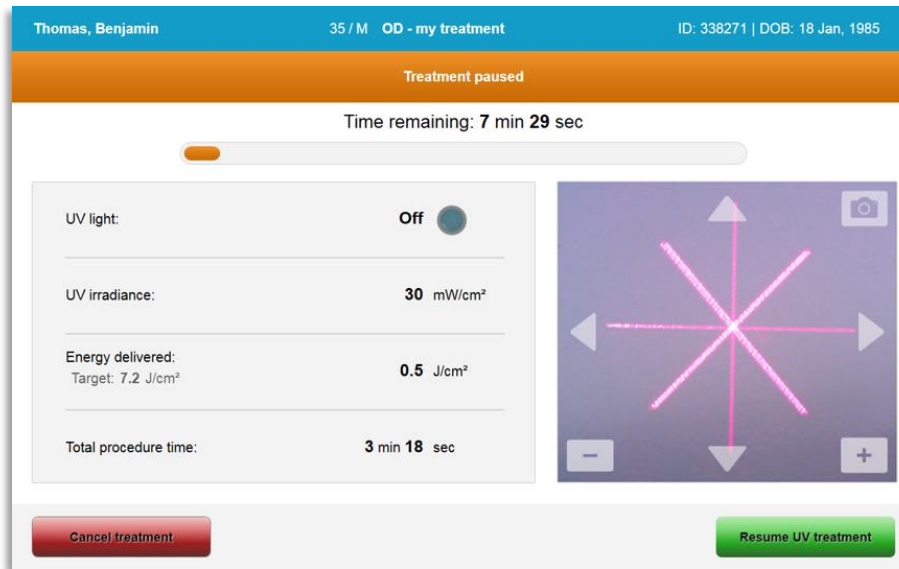 Thomas, Benjamin 35 / M OD - my treatment ID: 338271 | DOB: 18 Jan, 1985
Treatment paused
Time remaining: 7 min 29 sec
UV light: Off
UV irradiance: 30 mW/cm²
Energy delivered:
Target: 7.2 J/cm² 0.5 J/cm²
Total procedure time: 3 min 18 sec
Cancel treatment Resume UV treatment